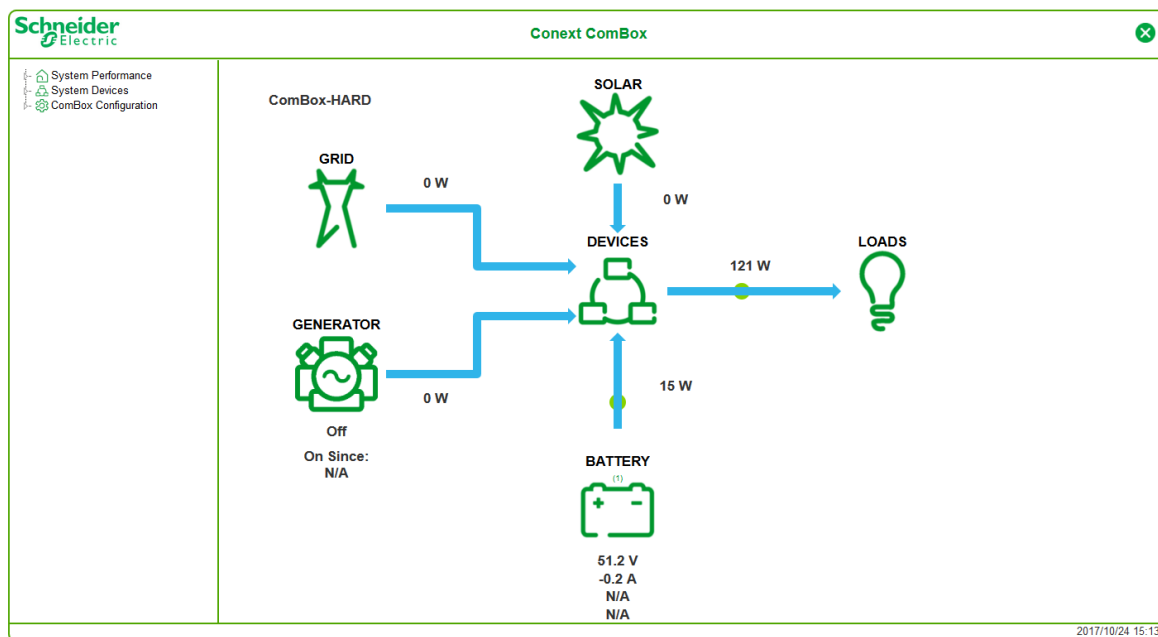 Schneider
Electric
Conext ComBox
System Performance
System Devices
ComBox Configuration
ComBox-HARD
SOLAR
GRID
0 W
0 W
DEVICES
LOADS
121 W
GENERATOR
0 W
15 W
Off
On Since:
N/A
BATTERY
(1)
51.2 V
-0.2 A
N/A
N/A
2017/10/24 15:13